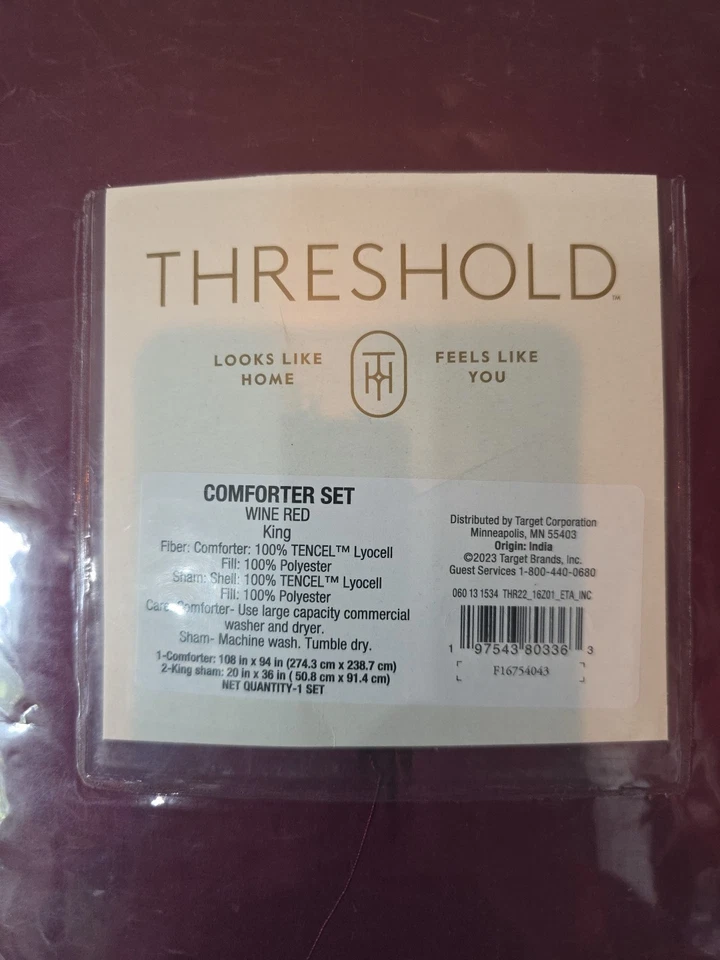 THRESHOLD™
LOOKS LIKE HOME
FEELS LIKE YOU
COMFORTER SET
WINE RED
King
Fiber: Comforter: 100% TENCEL™ Lyocell
Fill: 100% Polyester
Sham: Shell: 100% TENCEL™ Lyocell
Fill: 100% Polyester
Care: Comforter- Use large capacity commercial
washer and dryer.
Sham- Machine wash. Tumble dry.
1-Comforter: 108 in x 94 in (274.3 cm x 238.7 cm)
2-King sham: 20 in x 36 in ( 50.8 cm x 91.4 cm)
NET QUANTITY-1 SET
Distributed by Target Corporation
Minneapolis, MN 55403
Origin: India
©2023 Target Brands, Inc.
Guest Services 1-800-440-0680
060 13 1534 THR22_16Z01_ETA_INC
1 97543 80336 3
F16754043